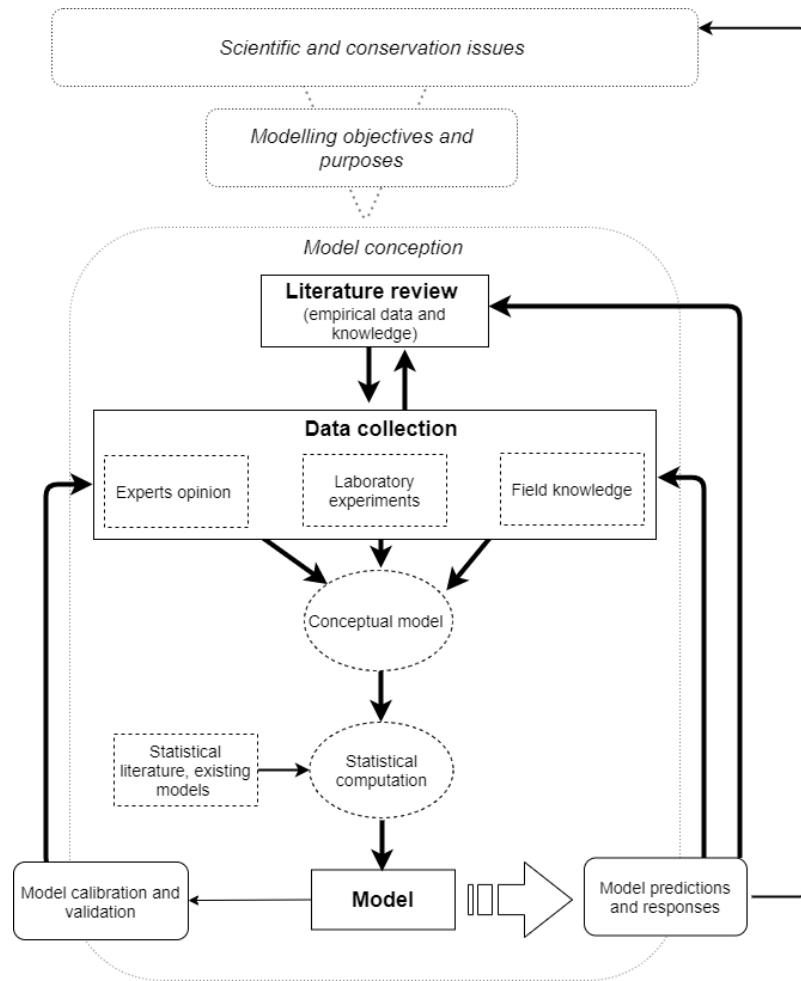 Scientific and conservation issues
Modelling objectives and
purposes
Model conception
Literature review
(empirical data and
knowledge)
Data collection
Experts opinion
Laboratory
experiments
Field knowledge
Conceptual model
Statistical
literature, existing
models
Statistical
computation
Model calibration and
validation
Model
Model predictions
and responses